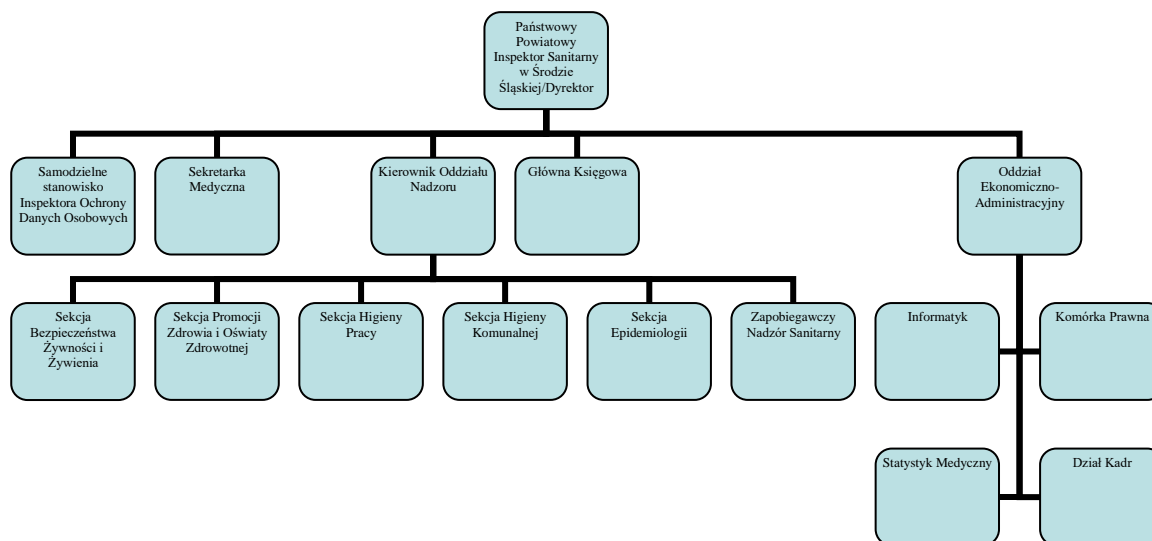 Państwowy
Powiatowy
Inspektor Sanitarny
w Środzie
Śląskiej/Dyrektor
Samodzielne
stanowisko
Inspektora Ochrony
Danych Osobowych
Sekretarka
Medyczna
Kierownik Oddziału
Nadzoru
Główna Księgowa
Oddział
Ekonomiczno-
Administracyjny
Sekcja
Bezpieczeństwa
Żywności i
Żywienia
Sekcja Promocji
Zdrowia i Oświaty
Zdrowotnej
Sekcja Higieny
Pracy
Sekcja Higieny
Komunalnej
Sekcja
Epidemiologii
Zapobiegawczy
Nadzór Sanitarny
Informatyk
Komórka Prawna
Statystyk Medyczny
Dział Kadr